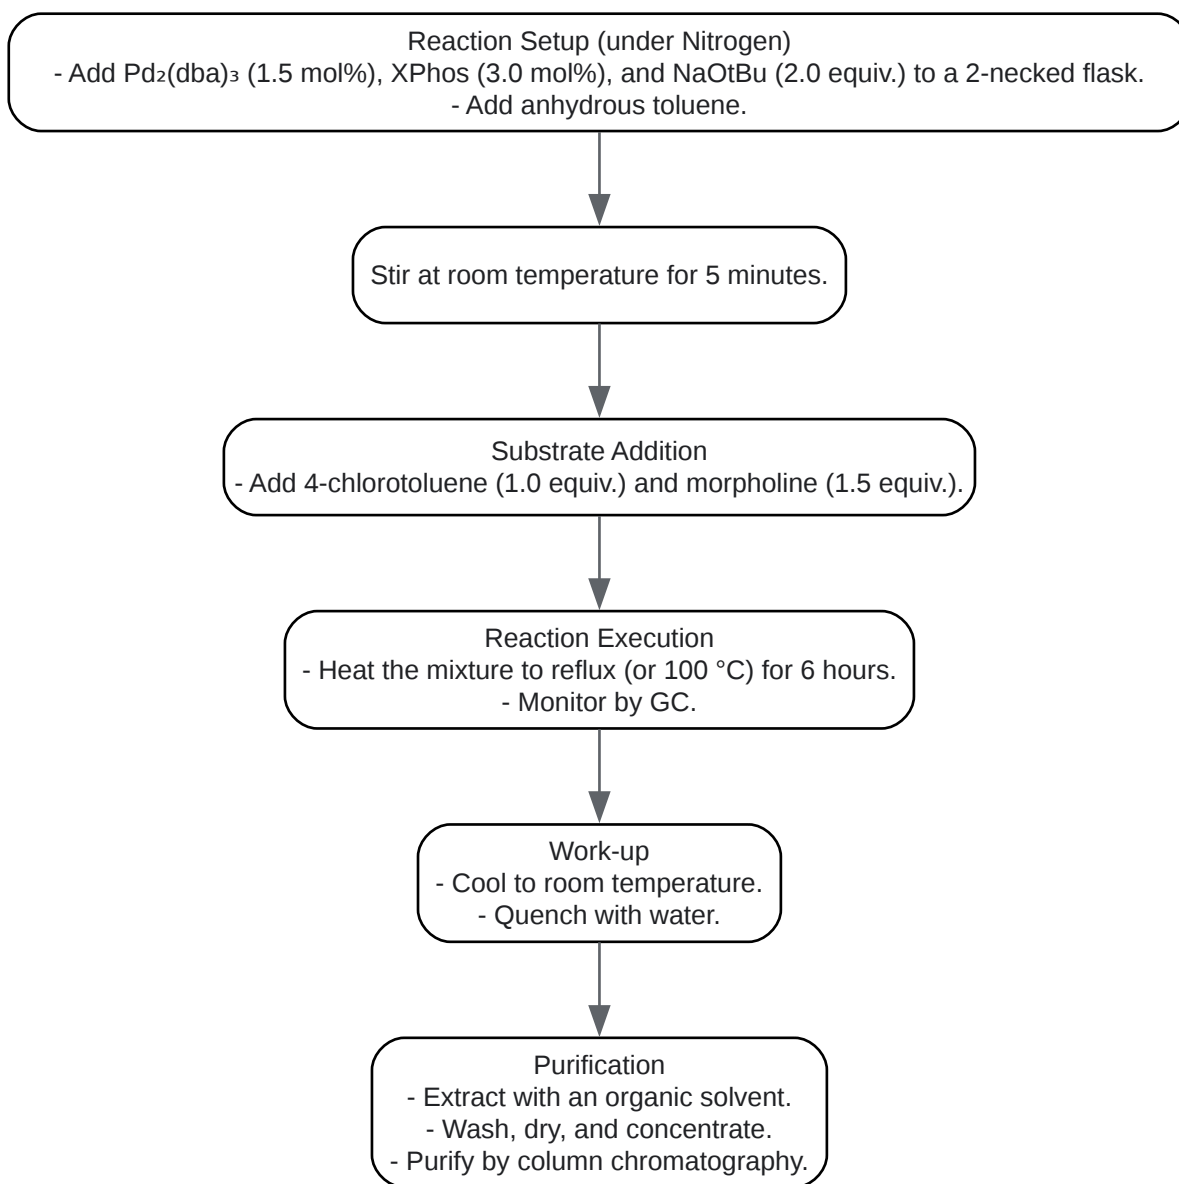 Reaction Setup (under Nitrogen)
- Add Pd₂(dba)₃ (1.5 mol%), XPhos (3.0 mol%), and NaOtBu (2.0 equiv.) to a 2-necked flask.
- Add anhydrous toluene.
Stir at room temperature for 5 minutes.
Substrate Addition
- Add 4-chlorotoluene (1.0 equiv.) and morpholine (1.5 equiv.).
Reaction Execution
- Heat the mixture to reflux (or 100 °C) for 6 hours.
- Monitor by GC.
Work-up
- Cool to room temperature.
- Quench with water.
Purification
- Extract with an organic solvent.
- Wash, dry, and concentrate.
- Purify by column chromatography.